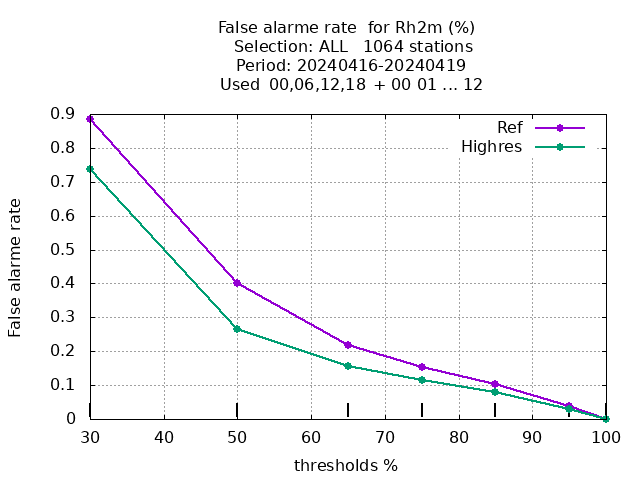 False alarme rate  for Rh2m (%)
Selection: ALL   1064 stations
Period: 20240416-20240419
Used  00,06,12,18  + 00 01 ... 12
Ref
Highres
False alarme rate
0.9
0.8
0.7
0.6
0.5
0.4
0.3
0.2
0.1
0
30 40 50 60 70 80 90 100
thresholds %